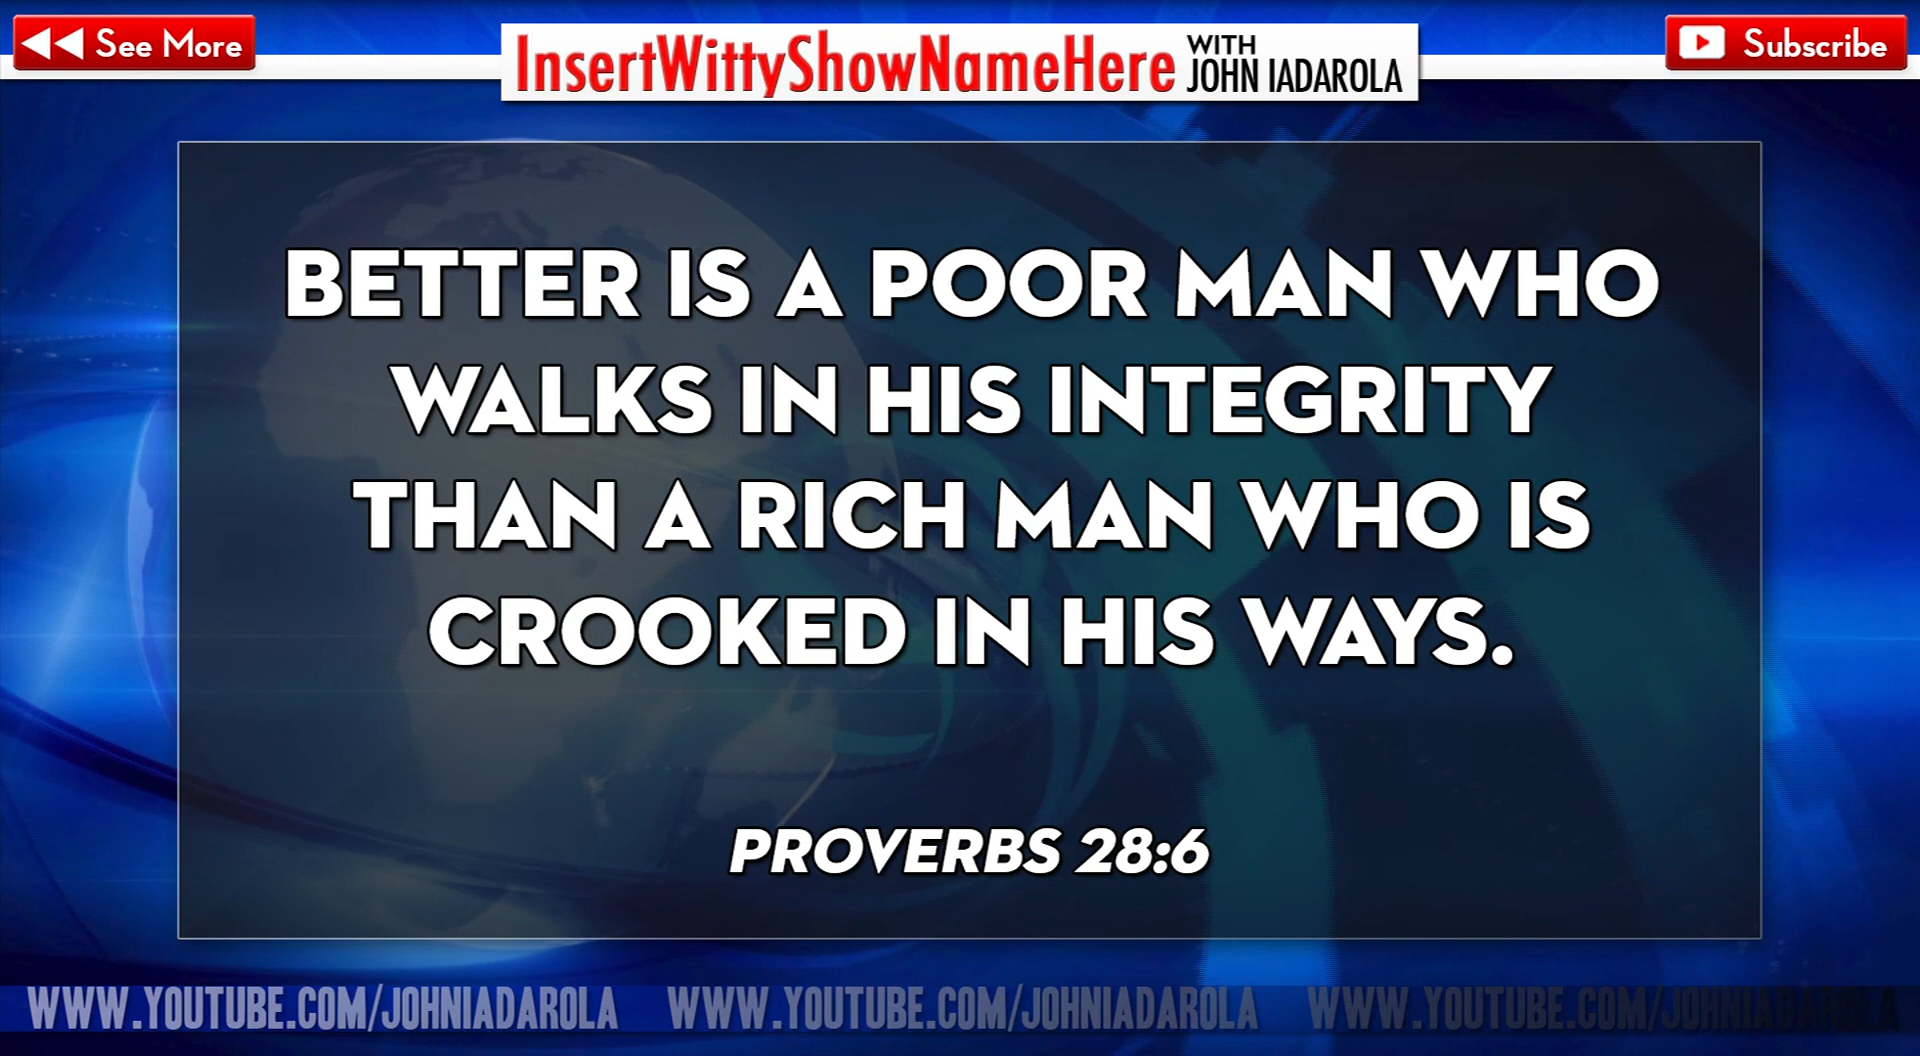 See More
InsertWittyShowNameHere WITH JOHN IADAROLA
Subscribe
BETTER IS A POOR MAN WHO
WALKS IN HIS INTEGRITY
THAN A RICH MAN WHO IS
CROOKED IN HIS WAYS.
PROVERBS 28:6
WWW.YOUTUBE.COM/JOHNIADAROLA WWW.YOUTUBE.COM/JOHNIADAROLA WWW.YOUTUBE.COM/JOHNIADAROLA